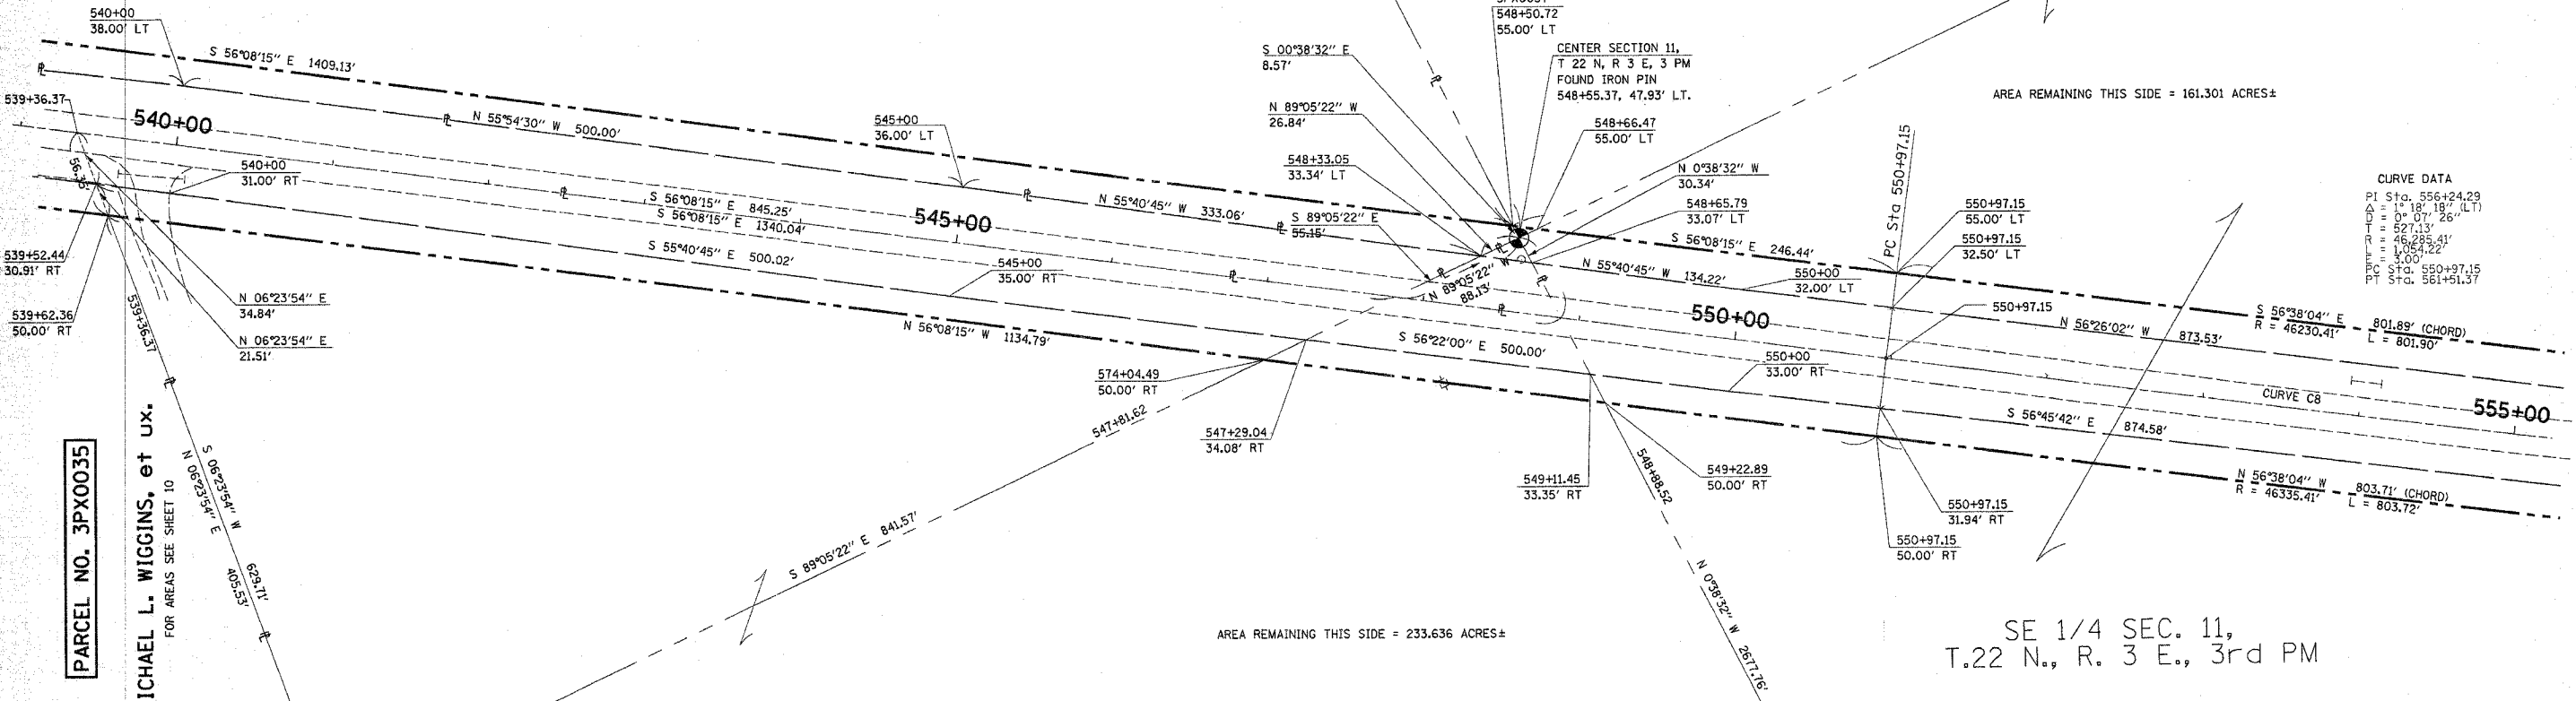 540+00
38.00' LT
S 56°08'15" E 1409.13'
539+36.37
540+00
N 55°54'30" W 500.00'
545+00
36.00' LT
540+00
31.00' RT
56.35'
S 56°08'15" E 845.25'
S 56°08'15" E 1340.04'
545+00
N 55°40'45" W 333.06'
S 55°40'45" E 500.02'
545+00
35.00' RT
539+52.44
30.91' RT
539+62.36
50.00' RT
539+36.37
N 06°23'54" E
34.84'
N 06°23'54" E
21.51'
N 56°08'15" W 1134.79'
S 00°38'32" E
8.57'
N 89°05'22" W
26.84'
548+33.05
33.34' LT
S 89°05'22" E
55.15'
N 89°05'22" W
88.13'
548+50.72
55.00' LT
CENTER SECTION 11,
T 22 N, R 3 E, 3 PM
FOUND IRON PIN
548+55.37, 47.93' LT.
548+66.47
55.00' LT
N 0°38'32" W
30.34'
548+65.79
33.07' LT
S 56°08'15" E 246.44'
N 55°40'45" W 134.22'
550+00
32.00' LT
550+00
S 56°22'00" E 500.00'
550+00
33.00' RT
574+04.49
50.00' RT
547+81.62
547+29.04
34.08' RT
549+11.45
33.35' RT
548+88.52
549+22.89
50.00' RT
AREA REMAINING THIS SIDE = 161.301 ACRES±
PC Sta 550+97.15
550+97.15
55.00' LT
550+97.15
32.50' LT
550+97.15
CURVE DATA
PI Sta. 556+24.29
Δ = 1° 18' 18" (LT)
D = 0° 07' 26"
T = 527.13'
R = 46,285.41'
L = 1,054.22'
E = 3.00'
PC Sta. 550+97.15
PT Sta. 561+51.37
N 56°26'02" W 873.53'
S 56°38'04" E 801.89' (CHORD)
R = 46230.41' L = 801.90'
CURVE C8
555+00
S 56°45'42" E 874.58'
N 56°38'04" W 803.71' (CHORD)
R = 46335.41' L = 803.72'
550+97.15
31.94' RT
550+97.15
50.00' RT
PARCEL NO. 3PX0035
ICHAEL L. WIGGINS, et ux.
FOR AREAS SEE SHEET 10
S 06°23'54" W 629.71'
N 06°23'54" E 405.53'
S 89°05'22" E 841.57'
N 0°38'32" W 2677.76'
AREA REMAINING THIS SIDE = 233.636 ACRES±
SE 1/4 SEC. 11,
T.22 N., R. 3 E., 3rd PM